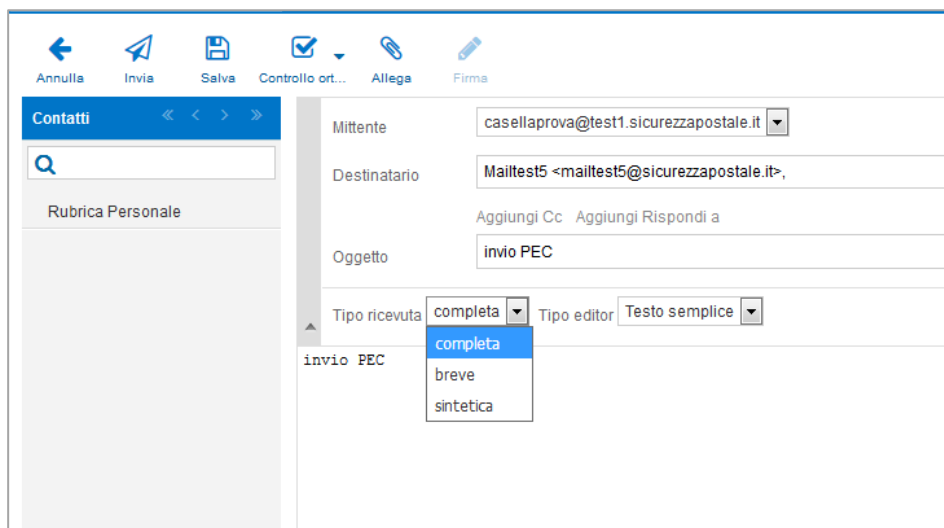 Annulla Invia Salva Controllo ort... Allega Firma
Contatti
Rubrica Personale
Mittente casellaprova@test1.sicurezzapostale.it
Destinatario Mailtest5 <mailtest5@sicurezzapostale.it>,
Aggiungi Cc Aggiungi Rispondi a
Oggetto invio PEC
Tipo ricevuta completa Tipo editor Testo semplice
completa
breve
sintetica
invio PEC